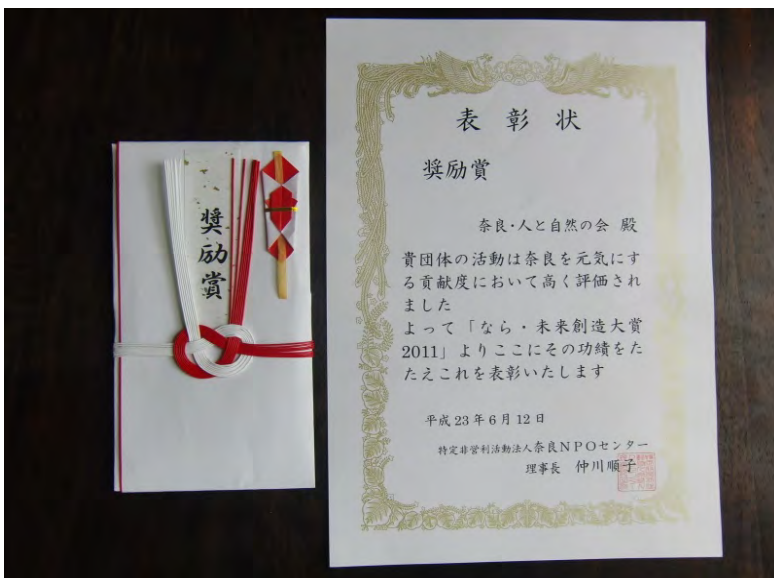 奨励賞
表彰状
奨励賞
奈良・人と自然の会 殿
貴団体の活動は奈良を元気にす
る貢献度において高く評価され
ました
よって「なら・未来創造大賞
2011」よりここにその功績をた
たえこれを表彰いたします
平成23年6月12日
特定非営利活動法人奈良NPOセンター
理事長 仲川順子